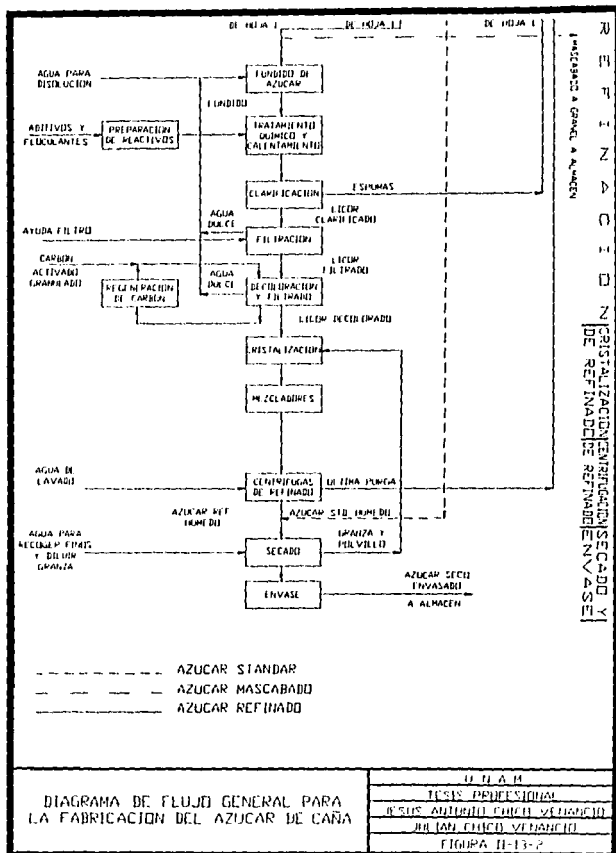 DE HOJA 1
DE HOJA 1
DE HOJA 1
AGUA PARA
DISOLUCION
FUNDIDO DE
AZUCAR
FUNDIDO
ADITIVOS Y
FLOCULANTES
PREPARACION
DE REACTIVOS
TRATAMIENTO
QUIMICO Y
CALENTAMIENTO
CLARIFICACION
ESPUMAS
LICOR
CLARIFICADO
AGUA
DULCE
AYUDA FILTRO
FILTRACION
CARBON
ACTIVADO
GRANULADO
AGUA
DULCE
LICOR
FILTRADO
REGENERACION
DE CARBON
DECOLORACION
Y FILTRADO
LICOR DECOLORADO
CRISTALIZACION
MEZCLADORES
AGUA DE
LAVADO
CENTRIFUGAS
DE REFINADO
ULTIMA PURGA
AZUCAR REF
HUMEDO
AZUCAR STD HUMEDO
AGUA PARA
RECOGER FINOS
Y DILUIR
GRANZA
SECADO
GRANZA Y
POLVILLO
ENVASE
AZUCAR SECO
ENVASADO
A ALMACEN
MASCABADO A GRANEL A ALMACEN
REFINACION
CRISTALIZACION
DE REFINADO
CENTRIFUGACION
DE REFINADO
SECADO Y
ENVASE
AZUCAR STANDAR
AZUCAR MASCABADO
AZUCAR REFINADO
DIAGRAMA DE FLUJO GENERAL PARA
LA FABRICACION DEL AZUCAR DE CAÑA
U N A M
TESIS PROFESIONAL
JESUS ANTONIO CHICO VENANCIO
JULIAN CHICO VENANCIO
FIGURA II-13-2